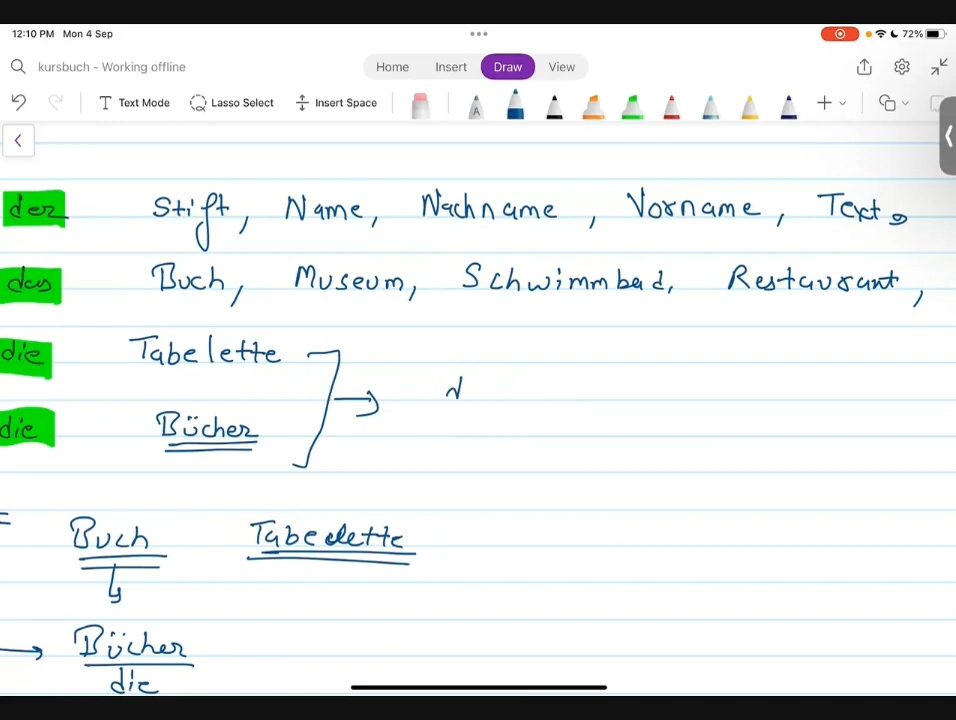 12:10 PM Mon 4 Sep 72%
kursbuch - Working offline Home Insert Draw View
Text Mode Lasso Select Insert Space
der Stift, Name, Nachname, Vorname, Text
das Buch, Museum, Schwimmbad, Restaurant,
die Tabelette
die Bücher
Buch Tabelette
Bücher
die